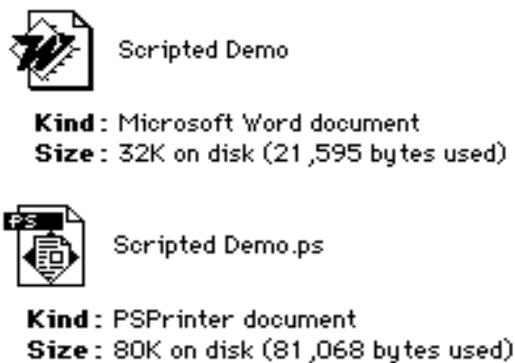 Scripted Demo
Kind: Microsoft Word document
Size: 32K on disk (21,595 bytes used)
PS
Scripted Demo.ps
Kind: PSPrinter document
Size: 80K on disk (81,068 bytes used)